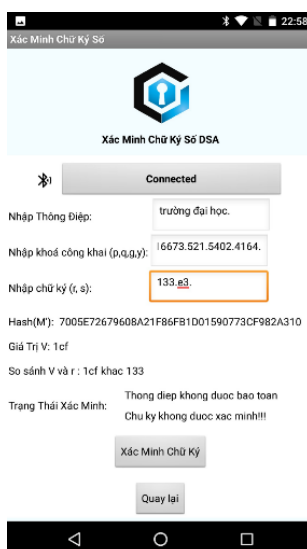 22:58
Xác Minh Chữ Ký Số
Xác Minh Chữ Ký Số DSA
Connected
Nhập Thông Điệp:
trường đại học.
Nhập khoá công khai (p,q,g,y):
6673.521.5402.4164.
Nhập chữ ký (r, s):
133.e3.
Hash(M'): 7005E72679608A21F86FB1D01590773CF982A310
Giá Trị V: 1cf
So sánh V và r : 1cf khac 133
Trạng Thái Xác Minh:
Thong diep khong duoc bao toan
Chu ky khong duoc xac minh!!!
Xác Minh Chữ Ký
Quay lại